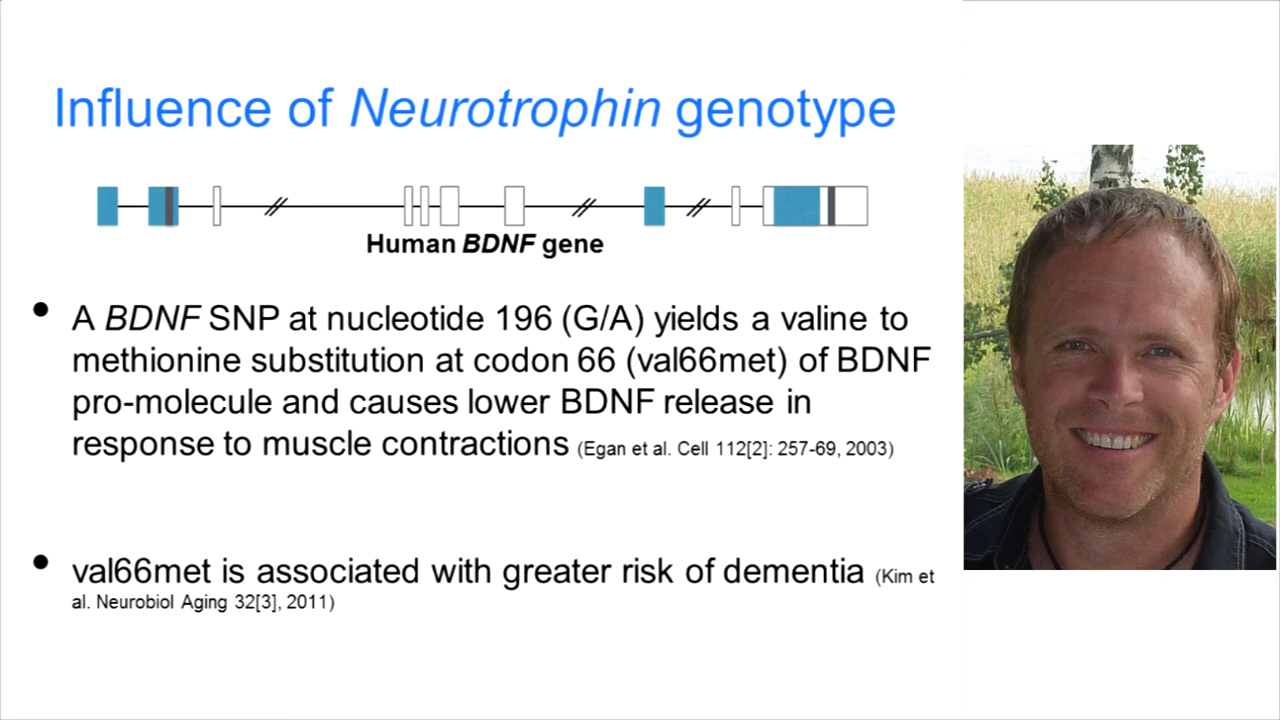 Influence of Neurotrophin genotype
Human BDNF gene
• A BDNF SNP at nucleotide 196 (G/A) yields a valine to
methionine substitution at codon 66 (val66met) of BDNF
pro-molecule and causes lower BDNF release in
response to muscle contractions (Egan et al. Cell 112[2]: 257-69, 2003)
• val66met is associated with greater risk of dementia (Kim et
al. Neurobiol Aging 32[3], 2011)